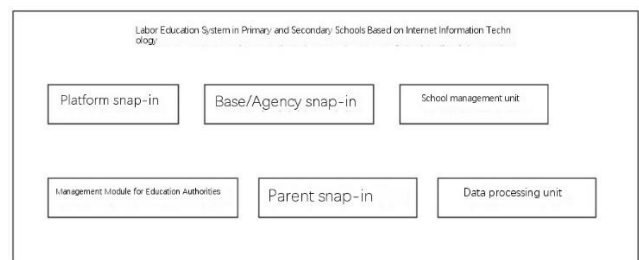 Labor Education System in Primary and Secondary Schools Based on Internet Information Techn
ology
Platform snap-in
Base/Agency snap-in
School management unit
Management Module for Education Authorities
Parent snap-in
Data processing unit